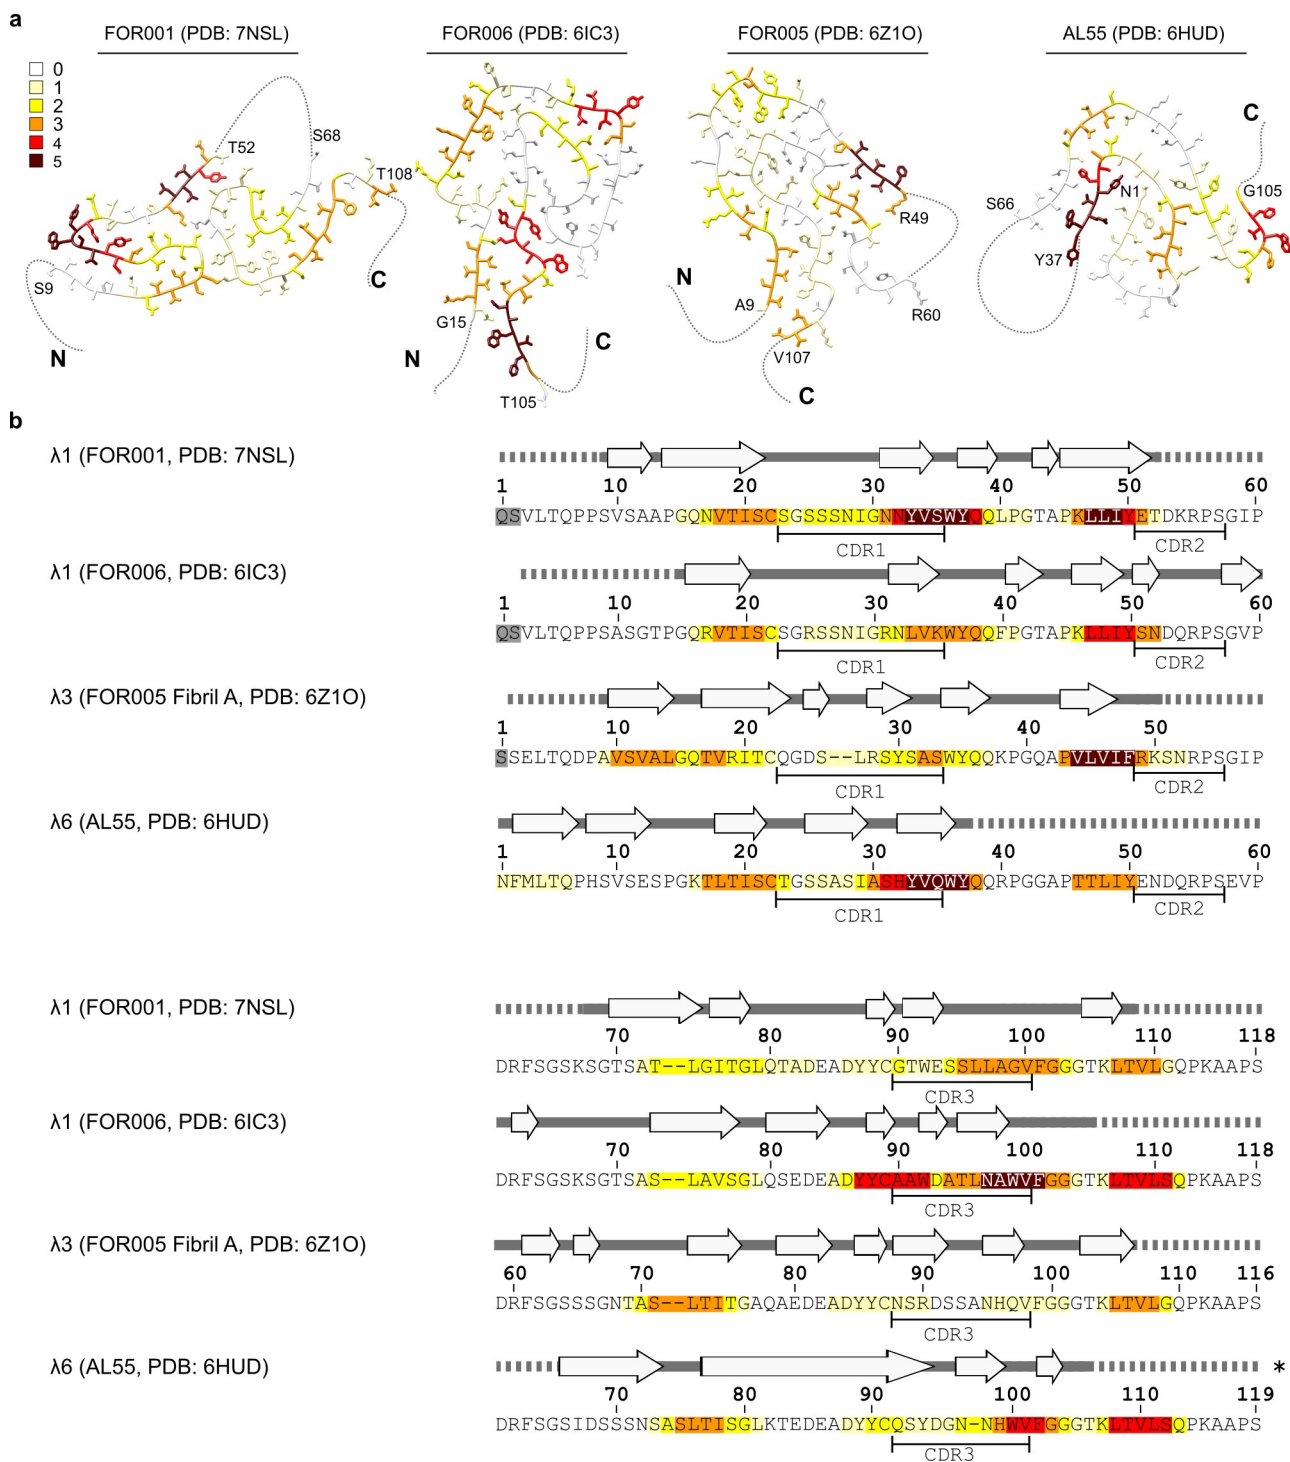 a
FOR001 (PDB: 7NSL)
FOR006 (PDB: 6IC3)
FOR005 (PDB: 6Z1O)
AL55 (PDB: 6HUD)
0
1
2
3
4
5
T52
S68
T108
S9
N
C
G15
N
C
T105
N
A9
R49
R60
V107
C
C
S66
N1
G105
Y37
b
λ1 (FOR001, PDB: 7NSL)
1 10 20 30 40 50 60
QSVLTQPPSVSAAPGQNVTISCSGSSSNIGNNYVSWYQQLPGTAPKLLIYETDKRPSGIP
CDR1 CDR2
λ1 (FOR006, PDB: 6IC3)
1 10 20 30 40 50 60
QSVLTQPPSASGTPGQRVTISCSGRSSNIGRNLVKWYQQFPGTAPKLLIYSNDQRPSGVP
CDR1 CDR2
λ3 (FOR005 Fibril A, PDB: 6Z1O)
1 10 20 30 40 50
SSELTQDPAVSVALGQTVRITCQGDS--LRSYSASWYQQKPGQAPVLVIFRKSNRPSGIP
CDR1 CDR2
λ6 (AL55, PDB: 6HUD)
1 10 20 30 40 50 60
NFMLTQPHSVSESPGKTLTISCTGSSASIASHYVQWYQQRPGGAPTTLIYENDQRPSEVP
CDR1 CDR2
λ1 (FOR001, PDB: 7NSL)
70 80 90 100 110 118
DRFSGSKSGTSAT--LGITGLQTADEADYYCGTWESSLLAGVFGGGTKLTVLGQPKAAPS
CDR3
λ1 (FOR006, PDB: 6IC3)
70 80 90 100 110 118
DRFSGSKSGTSAS--LAVSGLQSEDEADYYCAAWDATLNAWVFGGGTKLTVLSQPKAAPS
CDR3
λ3 (FOR005 Fibril A, PDB: 6Z1O)
60 70 80 90 100 110 116
DRFSGSSSGNTAS--LTITGAQAEDEADYYCNSRDSSANHQVFGGGTKLTVLGQPKAAPS
CDR3
λ6 (AL55, PDB: 6HUD)
*
70 80 90 100 110 119
DRFSGSIDSSSNSASLTISGLKTEDEADYYCQSYDGN-NHWVFGGGTKLTVLSQPKAAPS
CDR3